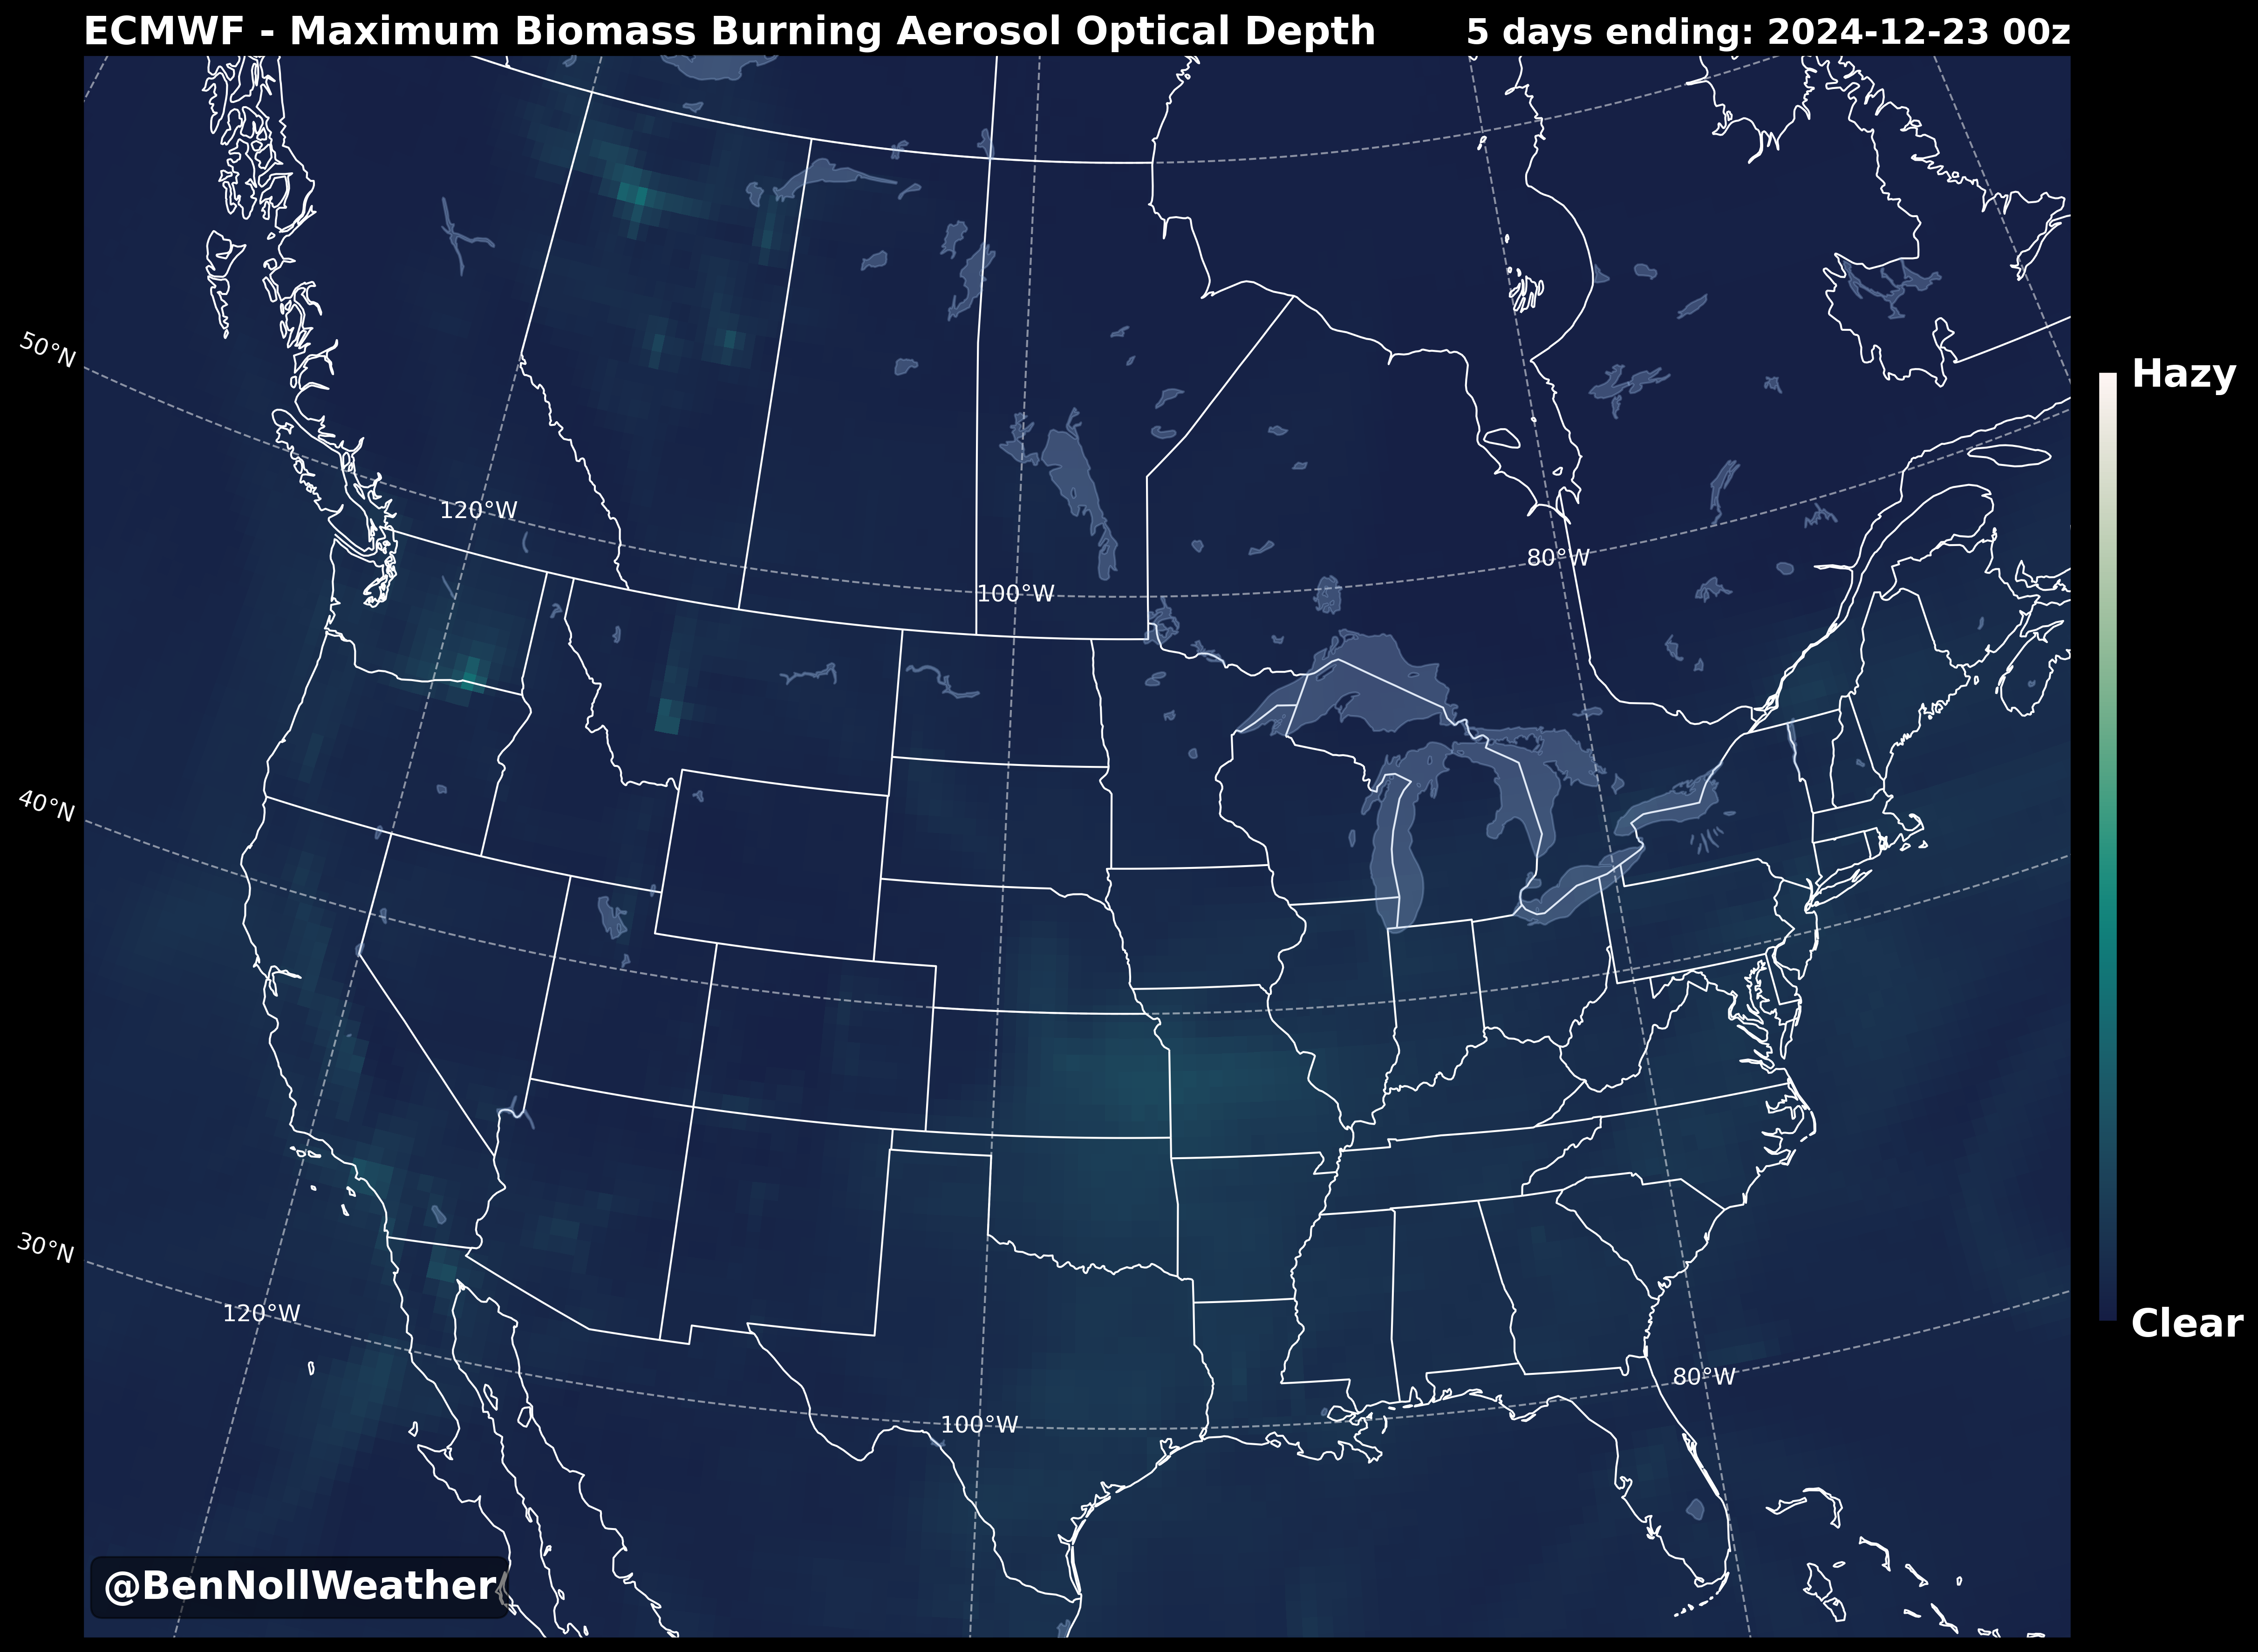 ECMWF - Maximum Biomass Burning Aerosol Optical Depth
5 days ending: 2024-12-23 00z
50°N
Hazy
120°W
80°W
100°W
40°N
30°N
120°W
Clear
80°W
100°W
@BenNollWeather